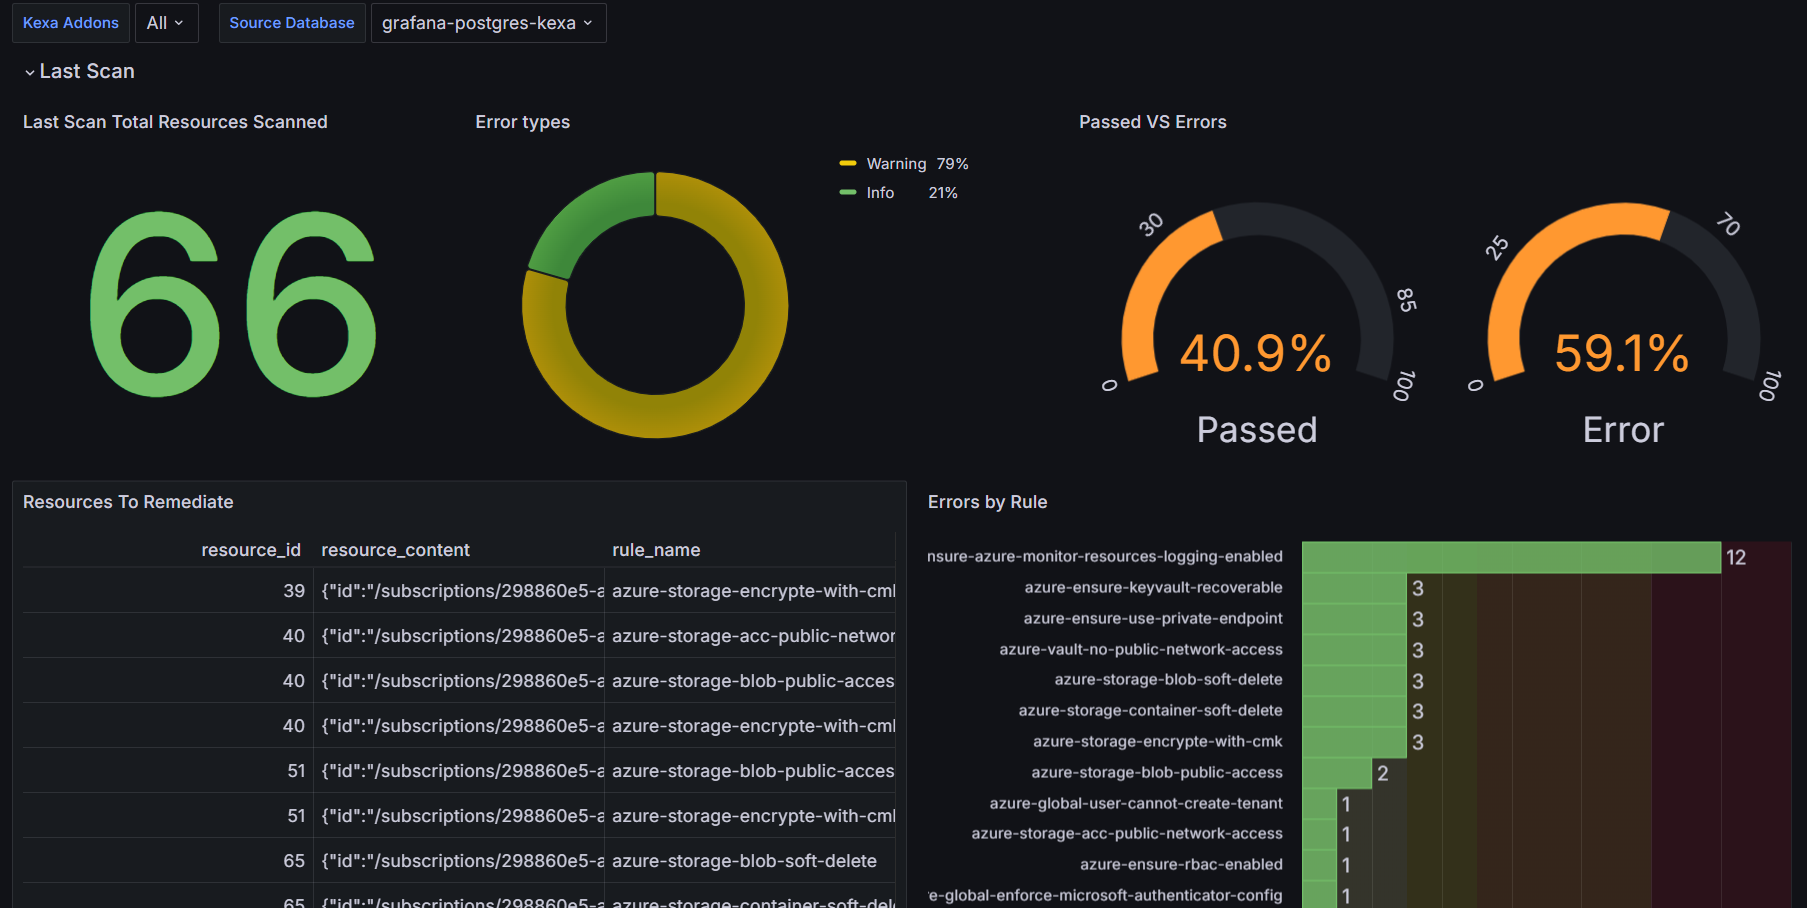 Kexa Addons All Source Database grafana-postgres-kexa
Last Scan
Last Scan Total Resources Scanned
66
Error types
Warning 79%
Info 21%
Passed VS Errors
0
30
85
100
40.9%
Passed
0
25
70
100
59.1%
Error
Resources To Remediate
resource_id resource_content rule_name
39 {"id":"/subscriptions/298860e5-a azure-storage-encrypte-with-cmk
40 {"id":"/subscriptions/298860e5-a azure-storage-acc-public-networ
40 {"id":"/subscriptions/298860e5-a azure-storage-blob-public-acces
40 {"id":"/subscriptions/298860e5-a azure-storage-encrypte-with-cmk
51 {"id":"/subscriptions/298860e5-a azure-storage-blob-public-acces
51 {"id":"/subscriptions/298860e5-a azure-storage-encrypte-with-cmk
65 {"id":"/subscriptions/298860e5-a azure-storage-blob-soft-delete
65 {"id":"/subscriptions/298860e5-a azure-storage-container-soft-del
Errors by Rule
nsure-azure-monitor-resources-logging-enabled 12
azure-ensure-keyvault-recoverable 3
azure-ensure-use-private-endpoint 3
azure-vault-no-public-network-access 3
azure-storage-blob-soft-delete 3
azure-storage-container-soft-delete 3
azure-storage-encrypte-with-cmk 3
azure-storage-blob-public-access 2
azure-global-user-cannot-create-tenant 1
azure-storage-acc-public-network-access 1
azure-ensure-rbac-enabled 1
e-global-enforce-microsoft-authenticator-config 1